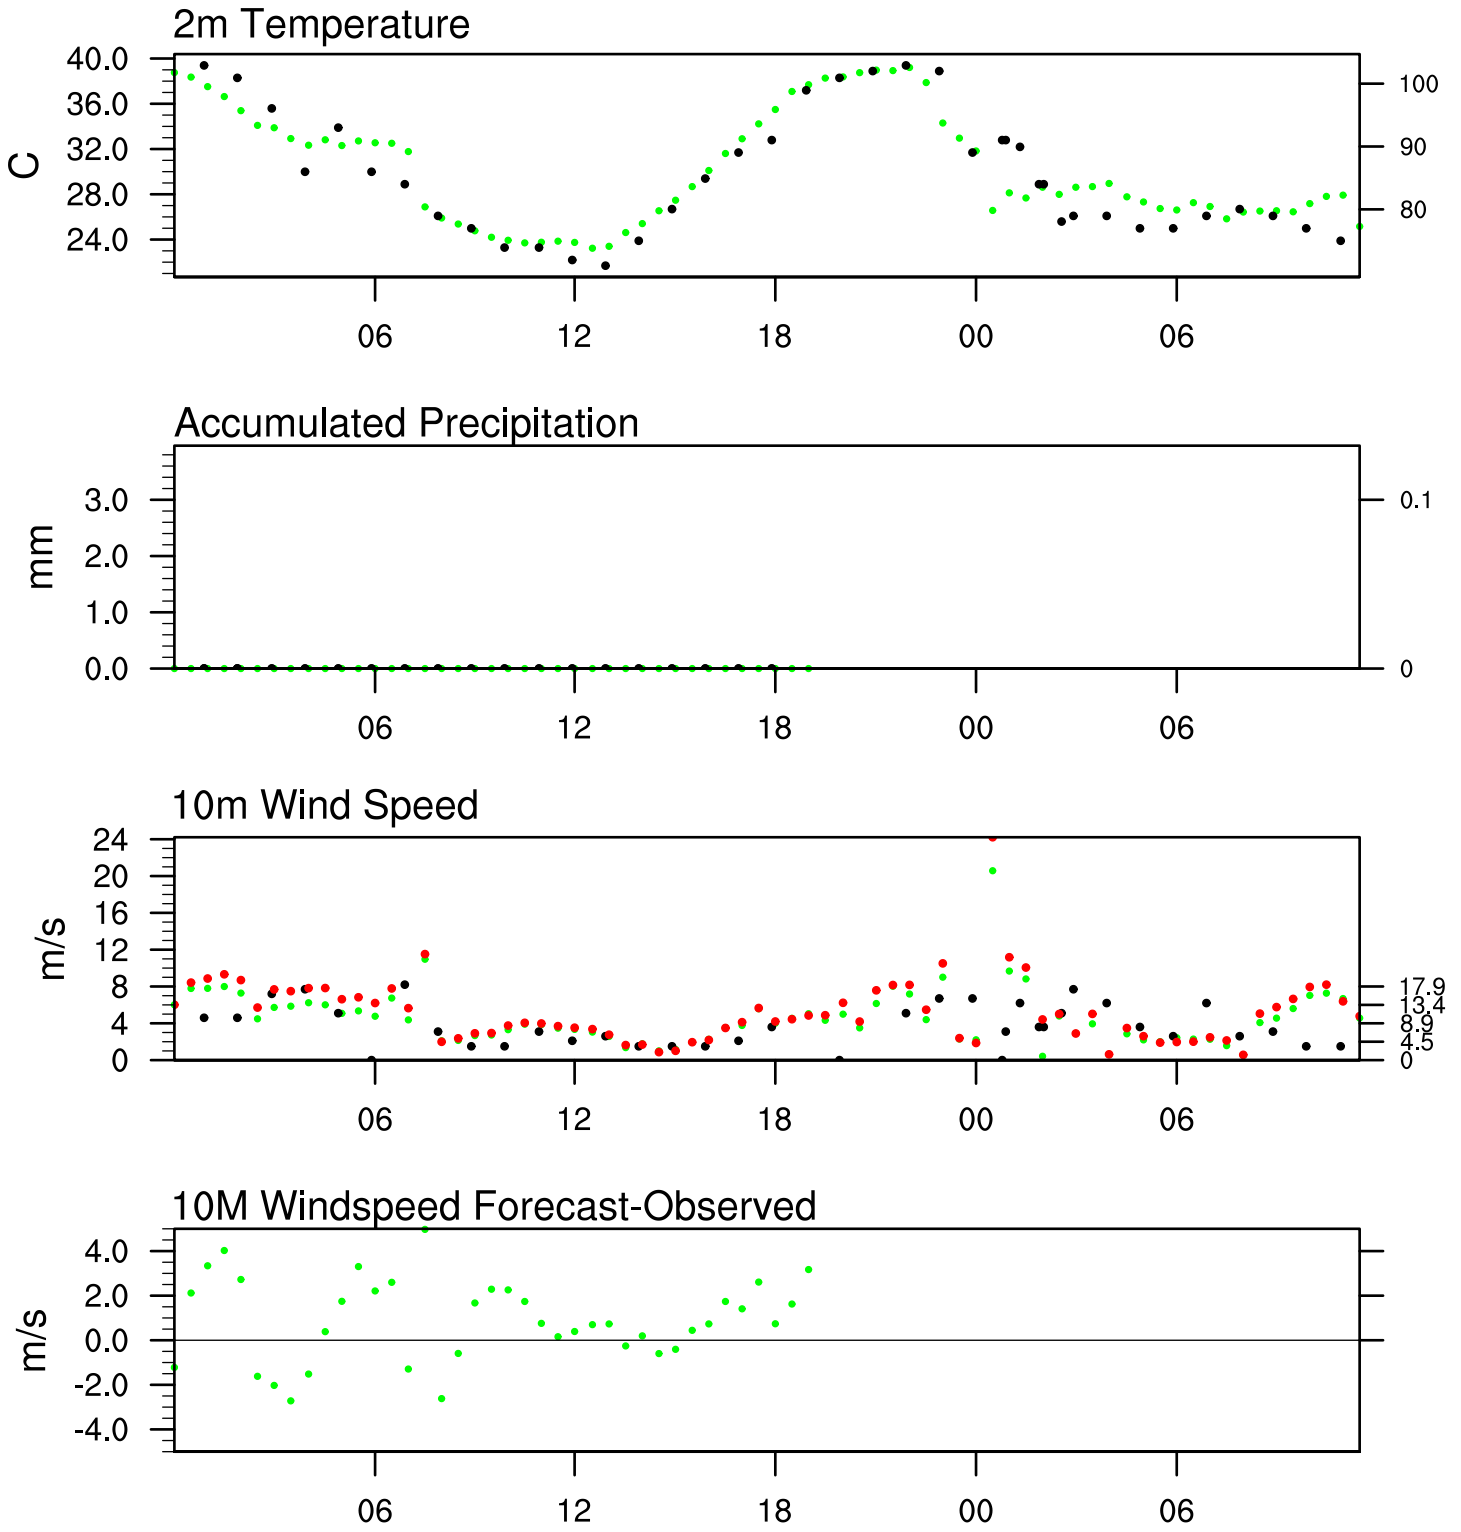 2m Temperature
40.0
36.0
32.0
28.0
24.0
C
100
90
80
06 12 18 00 06
Accumulated Precipitation
3.0
2.0
1.0
0.0
mm
0.1
0
06 12 18 00 06
10m Wind Speed
24
20
16
12
8
4
0
m/s
17.9
13.4
8.9
4.5
0
06 12 18 00 06
10M Windspeed Forecast-Observed
4.0
2.0
0.0
-2.0
-4.0
m/s
06 12 18 00 06